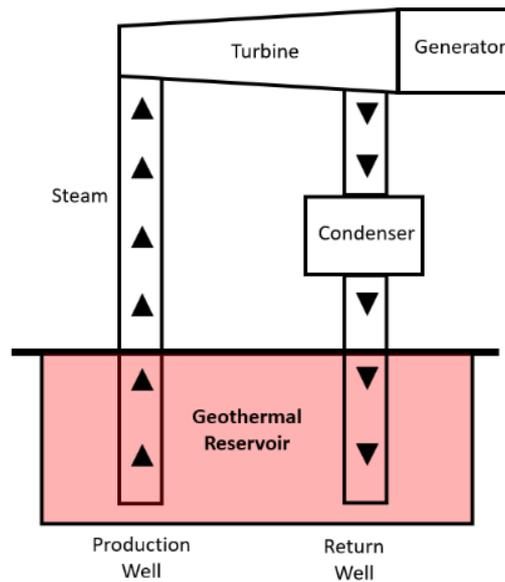 Turbine
Generator
Steam
Condenser
Geothermal
Reservoir
Production
Well
Return
Well